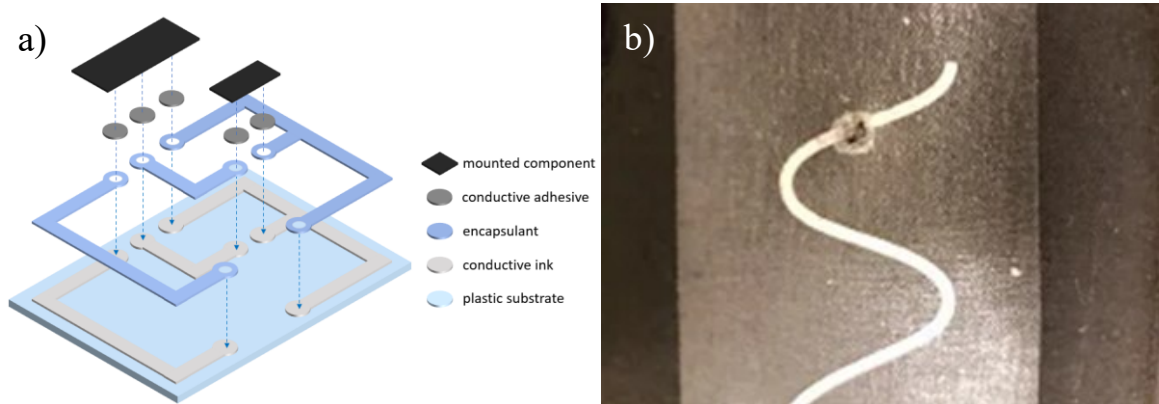 a)
mounted component
conductive adhesive
encapsulant
conductive ink
plastic substrate
b)